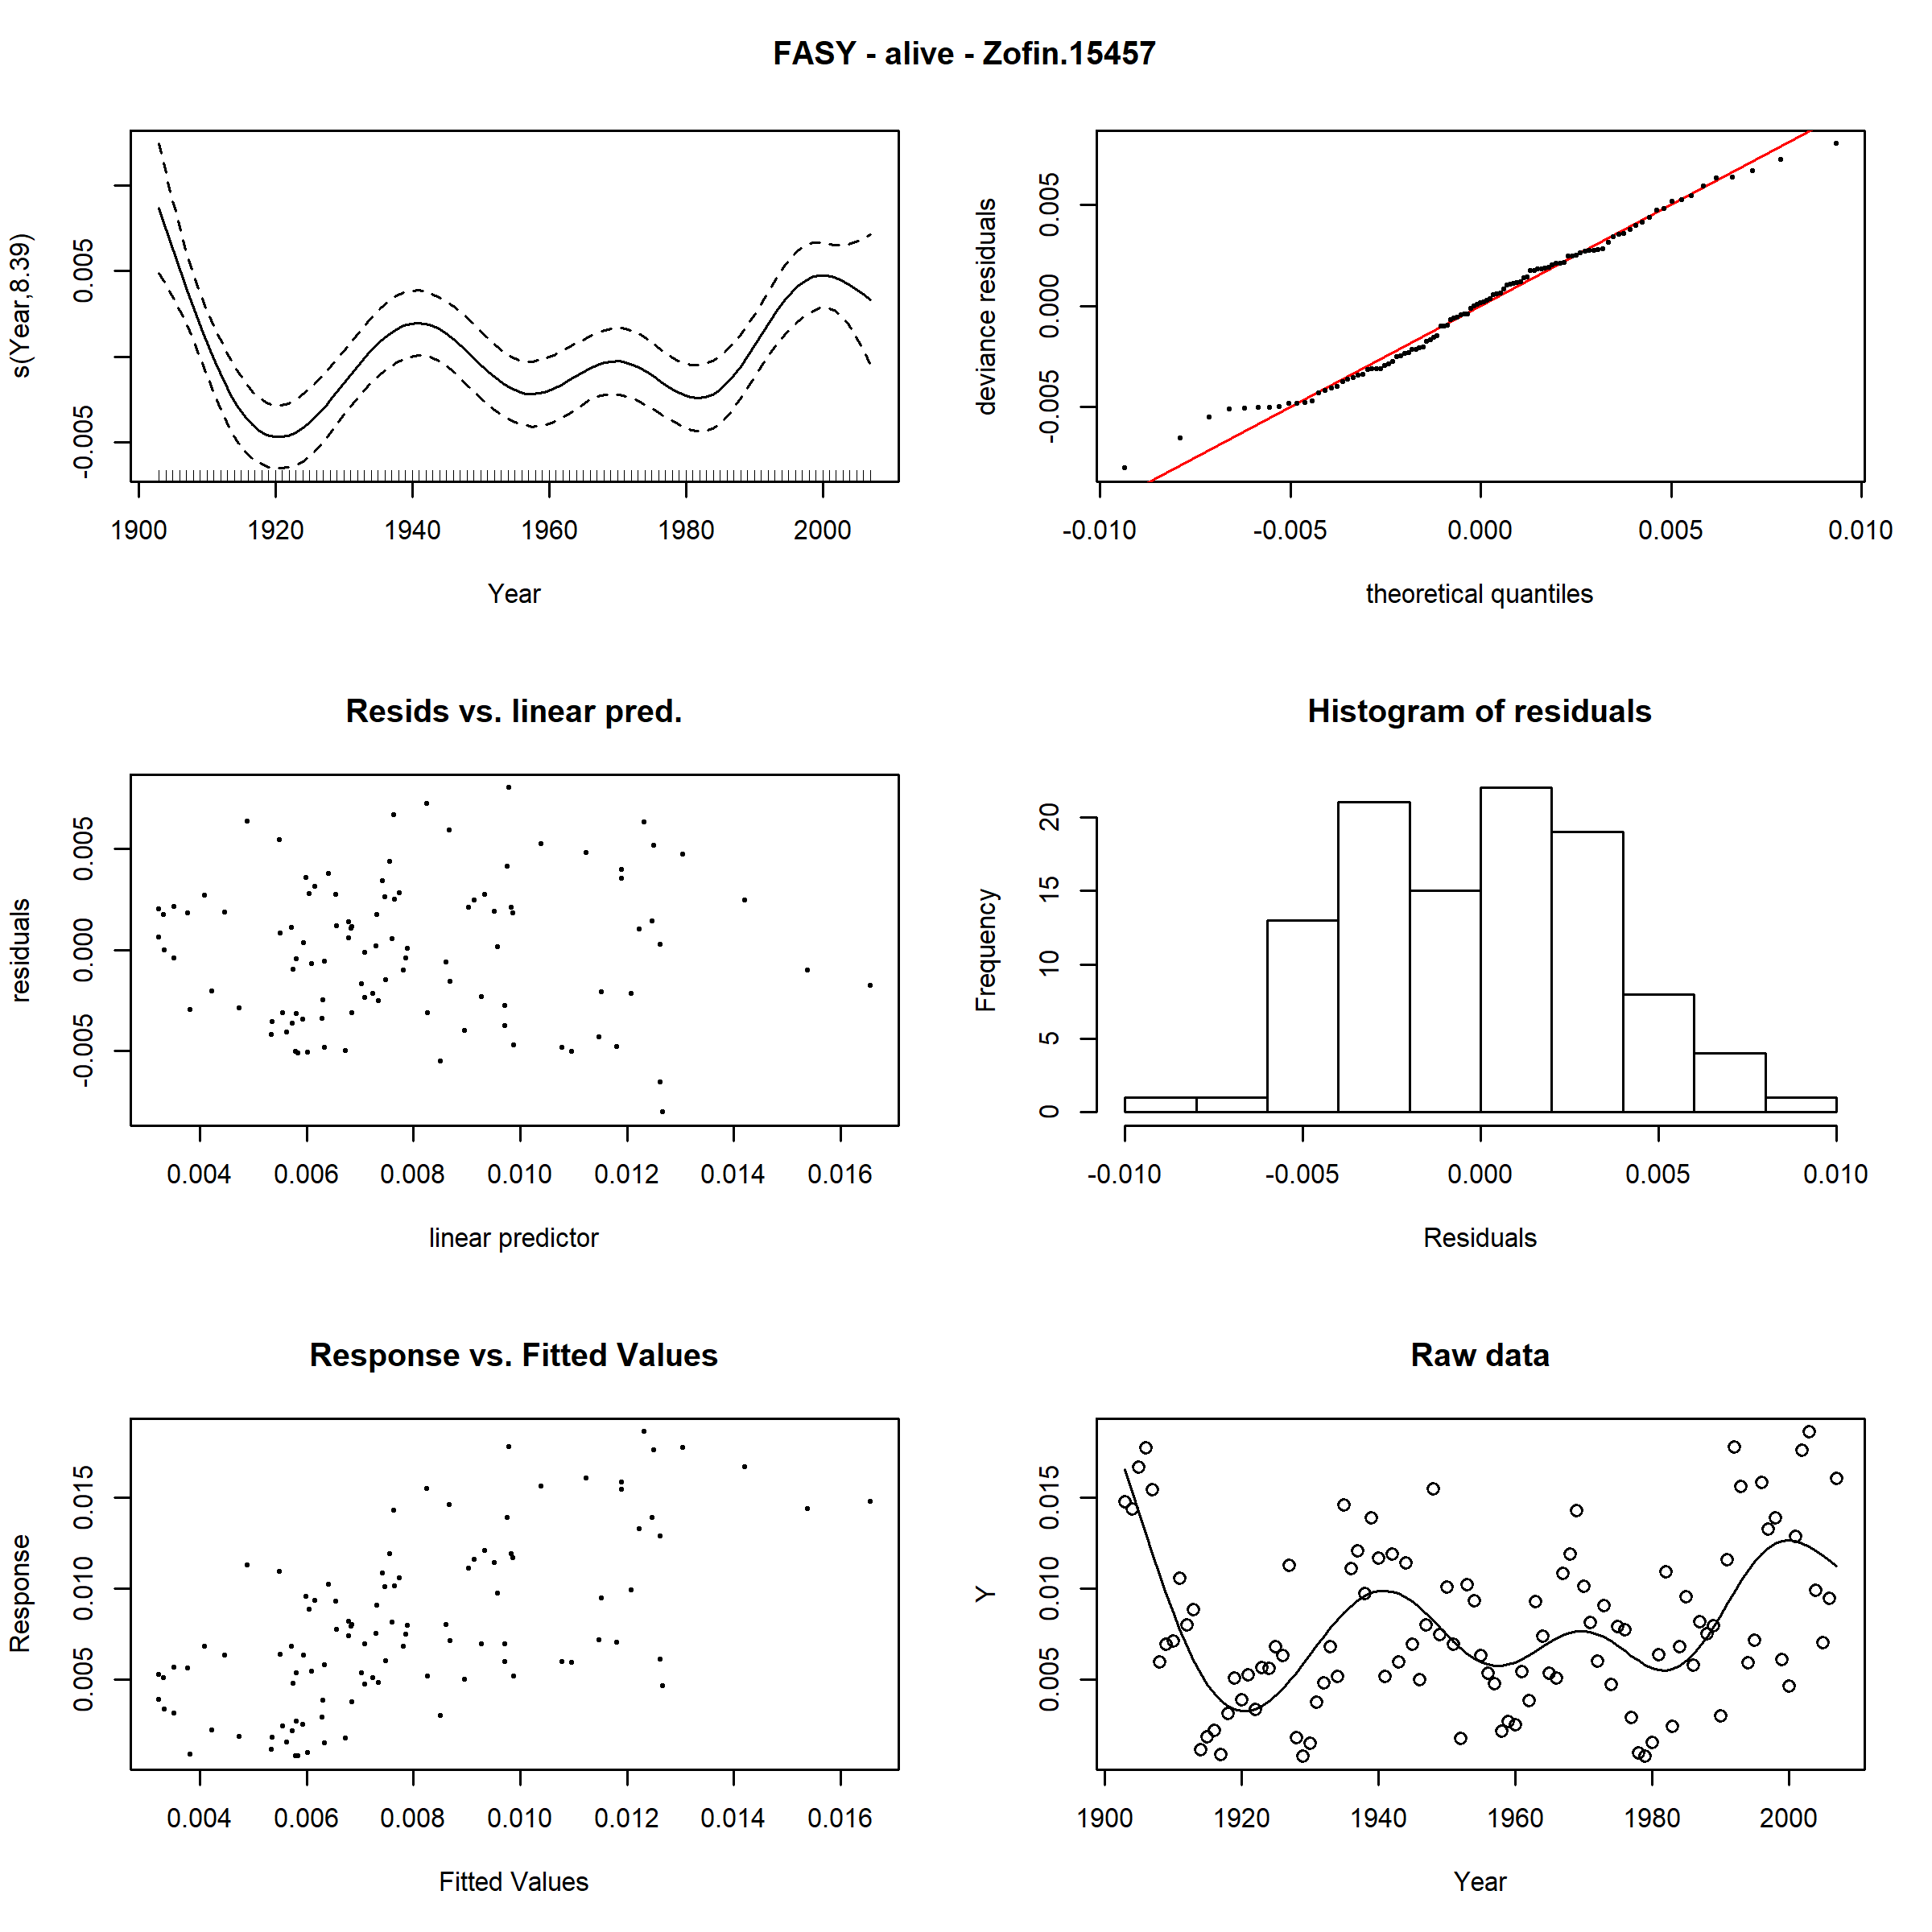 FASY - alive - Zofin.15457
s(Year,8.39)
-0.005 0.005
1900 1920 1940 1960 1980 2000
Year
deviance residuals
-0.005 0.000 0.005
-0.010 -0.005 0.000 0.005 0.010
theoretical quantiles
Resids vs. linear pred.
residuals
-0.005 0.000 0.005
0.004 0.006 0.008 0.010 0.012 0.014 0.016
linear predictor
Histogram of residuals
Frequency
0 5 10 15 20
-0.010 -0.005 0.000 0.005 0.010
Residuals
Response vs. Fitted Values
Response
0.005 0.010 0.015
0.004 0.006 0.008 0.010 0.012 0.014 0.016
Fitted Values
Raw data
Y
0.005 0.010 0.015
1900 1920 1940 1960 1980 2000
Year